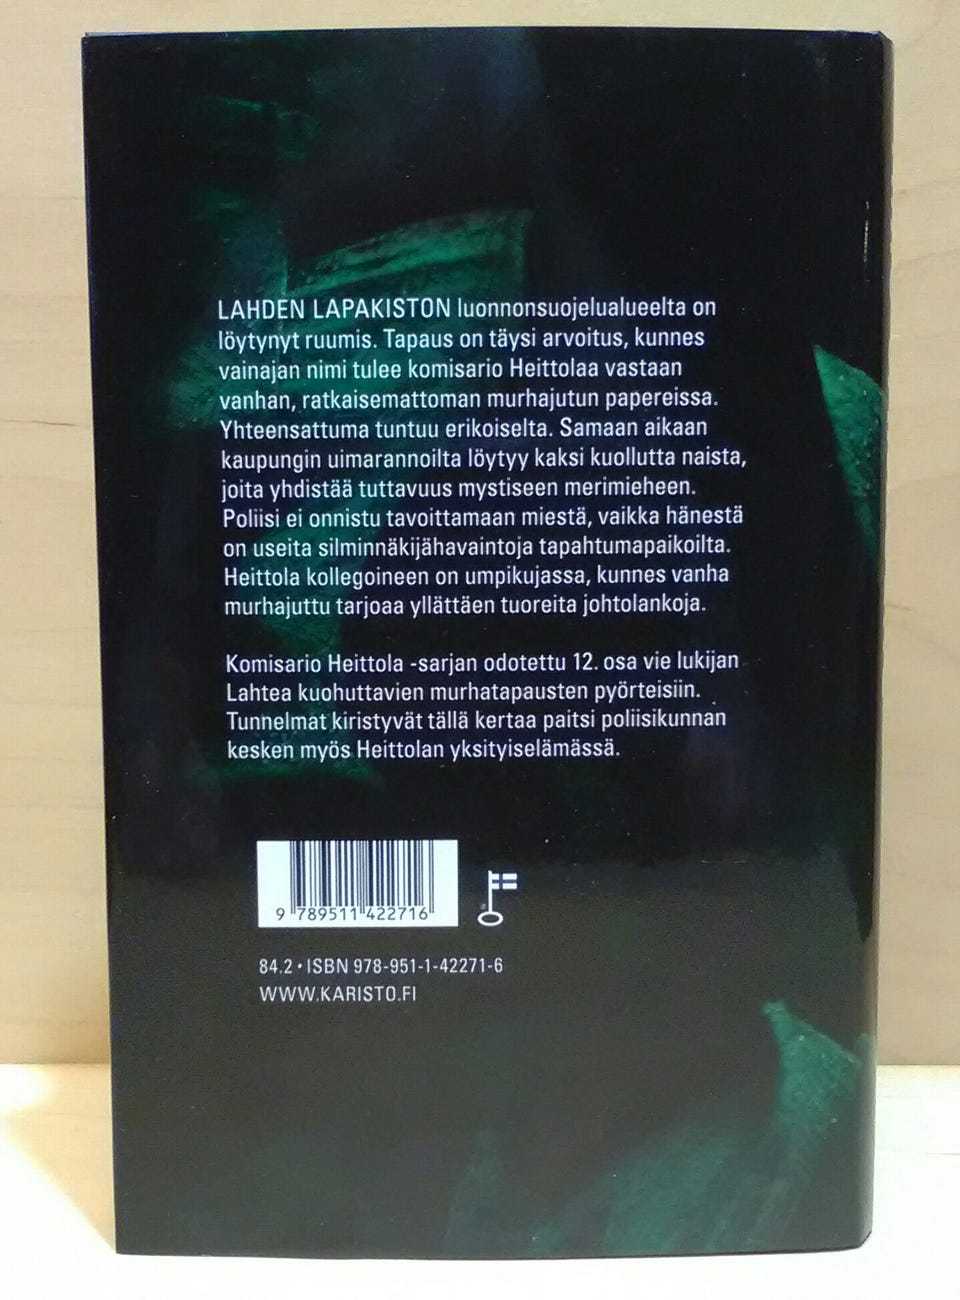 LAHDEN LAPAKISTON luonnonsuojelualueelta on
löytynyt ruumis. Tapaus on täysi arvoitus, kunnes
vainajan nimi tulee komisario Heittolaa vastaan
vanhan, ratkaisemattoman murhajutun papereissa.
Yhteensattuma tuntuu erikoiselta. Samaan aikaan
kaupungin uimarannoilta löytyy kaksi kuollutta naista,
joita yhdistää tuttavuus mystiseen merimieheen.
Poliisi ei onnistu tavoittamaan miestä, vaikka hänestä
on useita silminnäkijähavaintoja tapahtumapaikoilta.
Heittola kollegoineen on umpikujassa, kunnes vanha
murhajuttu tarjoaa yllättäen tuoreita johtolankoja.
Komisario Heittola -sarjan odotettu 12. osa vie lukijan
Lahtea kuohuttavien murhatapausten pyörteisiin.
Tunnelmat kiristyvät tällä kertaa paitsi poliisikunnan
kesken myös Heittolan yksityiselämässä.
9 789511 422716
84.2 • ISBN 978-951-1-42271-6
WWW.KARISTO.FI